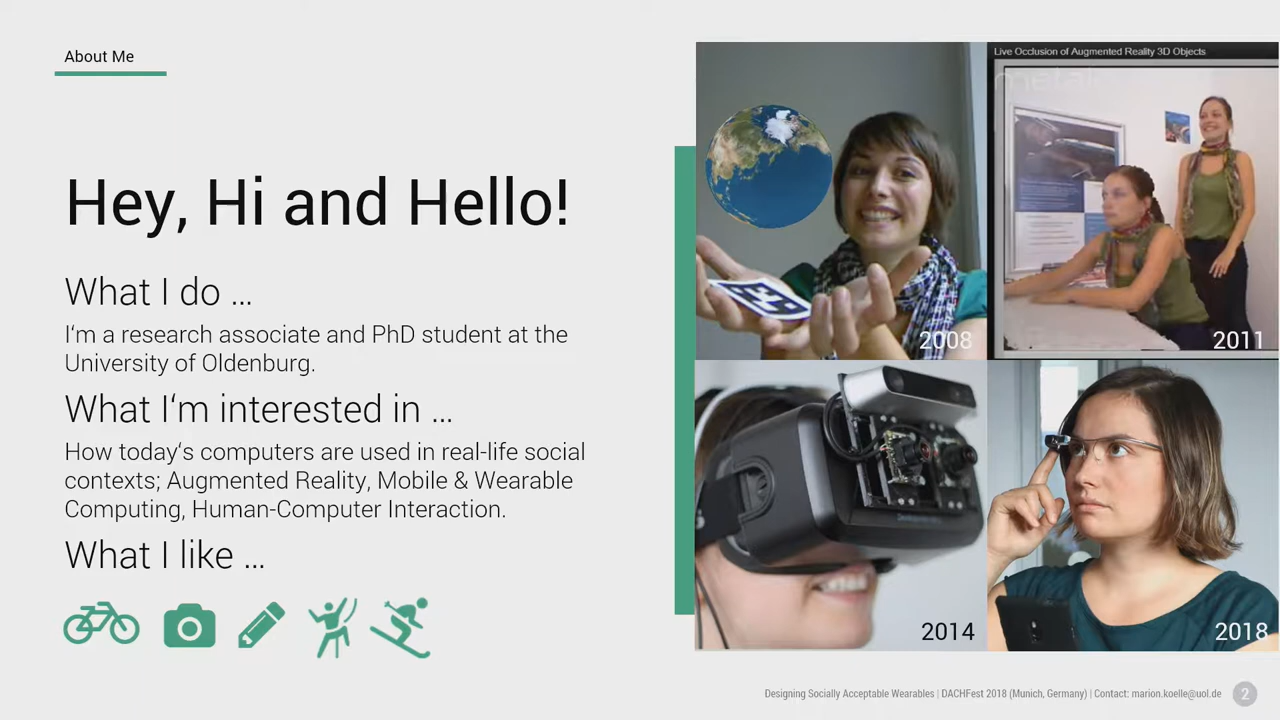 About Me
Hey, Hi and Hello!
What I do ...
I‘m a research associate and PhD student at the
University of Oldenburg.
What I‘m interested in ...
How today‘s computers are used in real-life social
contexts; Augmented Reality, Mobile & Wearable
Computing, Human-Computer Interaction.
What I like ...
Live Occlusion of Augmented Reality 3D Objects
2008
2011
2014
2018
Designing Socially Acceptable Wearables | DACHFest 2018 (Munich, Germany) | Contact: marion.koelle@uol.de
2